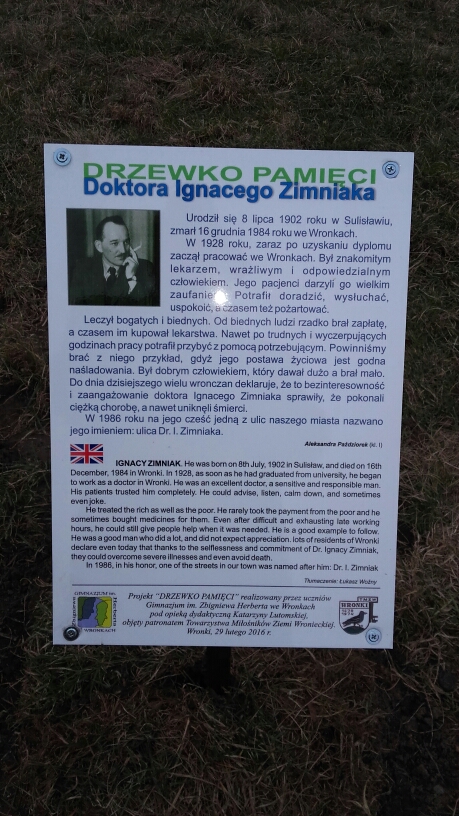 DRZEWKO PAMIĘCI
Doktora Ignacego Zimniaka
Urodził się 8 lipca 1902 roku w Sulisławiu,
zmarł 16 grudnia 1984 roku we Wronkach.
W 1928 roku, zaraz po uzyskaniu dyplomu
zaczął pracować we Wronkach. Był znakomitym
lekarzem, wrażliwym i odpowiedzialnym
człowiekiem. Jego pacjenci darzyli go wielkim
zaufaniem. Potrafił doradzić, wysłuchać,
uspokoić, a czasem też pożartować.
Leczył bogatych i biednych. Od biednych ludzi rzadko brał zapłatę,
a czasem im kupował lekarstwa. Nawet po trudnych i wyczerpujących
godzinach pracy potrafił przybyć z pomocą potrzebującym. Powinniśmy
brać z niego przykład, gdyż jego postawa życiowa jest godna
naśladowania. Był dobrym człowiekiem, który dawał dużo a brał mało.
Do dnia dzisiejszego wielu wronczan deklaruje, że to bezinteresowność
i zaangażowanie doktora Ignacego Zimniaka sprawiły, że pokonali
ciężką chorobę, a nawet uniknęli śmierci.
W 1986 roku na jego cześć jedną z ulic naszego miasta nazwano
jego imieniem: ulica Dr. I. Zimniaka.
Aleksandra Paździorek (kl. I)
IGNACY ZIMNIAK. He was born on 8th July, 1902 in Sulisław, and died on 16th
December, 1984 in Wronki. In 1928, as soon as he had graduated from university, he began
to work as a doctor in Wronki. He was an excellent doctor, a sensitive and responsible man.
His patients trusted him completely. He could advise, listen, calm down, and sometimes
even joke.
He treated the rich as well as the poor. He rarely took the payment from the poor and he
sometimes bought medicines for them. Even after difficult and exhausting late working
hours, he could still give people help when it was needed. He is a good example to follow.
He was a good man who did a lot, and did not expect appreciation. lots of residents of Wronki
declare even today that thanks to the selflessness and commitment of Dr. Ignacy Zimniak,
they could overcome severe illnesses and even avoid death.
In 1986, in his honor, one of the streets in our town was named after him: Dr. I. Zimniak
Tłumaczenie: Łukasz Woźny
GIMNAZJUM im.
Zbigniewa
Herberta
WRONKACH
Projekt "DRZEWKO PAMIĘCI" realizowany przez uczniów
Gimnazjum im. Zbigniewa Herberta we Wronkach
pod opieką dydaktyczną Katarzyny Lutomskiej,
objęty patronatem Towarzystwa Miłośników Ziemi Wronieckiej.
Wronki, 29 lutego 2016 r.
WRONKI